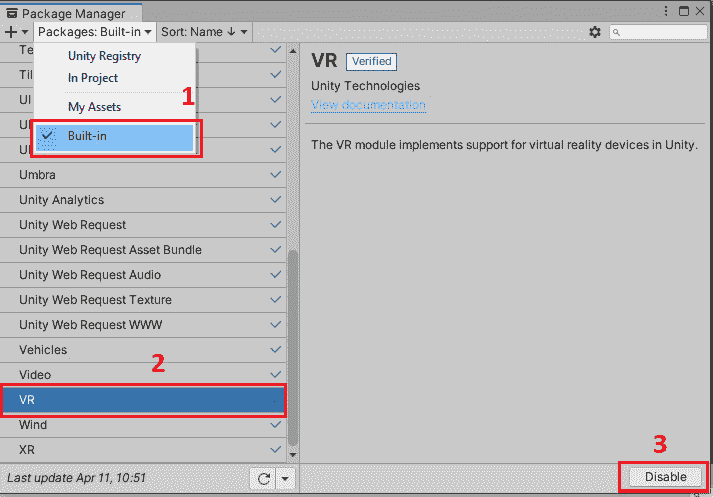 Package Manager
Packages: Built-in Sort: Name
Unity Registry
In Project
My Assets
1
Built-in
Te
Til
UI
Umbra
Unity Analytics
Unity Web Request
Unity Web Request Asset Bundle
Unity Web Request Audio
Unity Web Request Texture
Unity Web Request WWW
Vehicles
Video
2
VR
Wind
XR
Last update Apr 11, 10:51
VR Verified
Unity Technologies
View documentation
The VR module implements support for virtual reality devices in Unity.
3
Disable